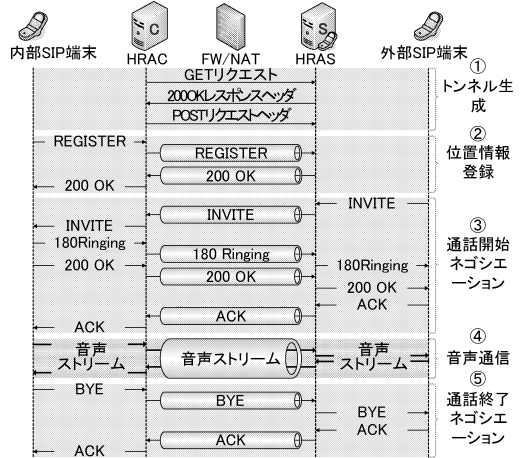 C
S
内部SIP端末
HRAC
FW/NAT
HRAS
外部SIP端末
GETリクエスト
200OKレスポンスヘッダ
POSTリクエストヘッダ
①
トンネル生
成
REGISTER
REGISTER
200 OK
200 OK
②
位置情報
登録
INVITE
INVITE
INVITE
180Ringing
180 Ringing
180Ringing
200 OK
200 OK
200 OK
ACK
ACK
ACK
③
通話開始
ネゴシエ
ーション
音声
ストリーム
音声ストリーム
音声
ストリーム
④
音声通信
BYE
BYE
BYE
ACK
ACK
ACK
⑤
通話終了
ネゴシエ
ーション